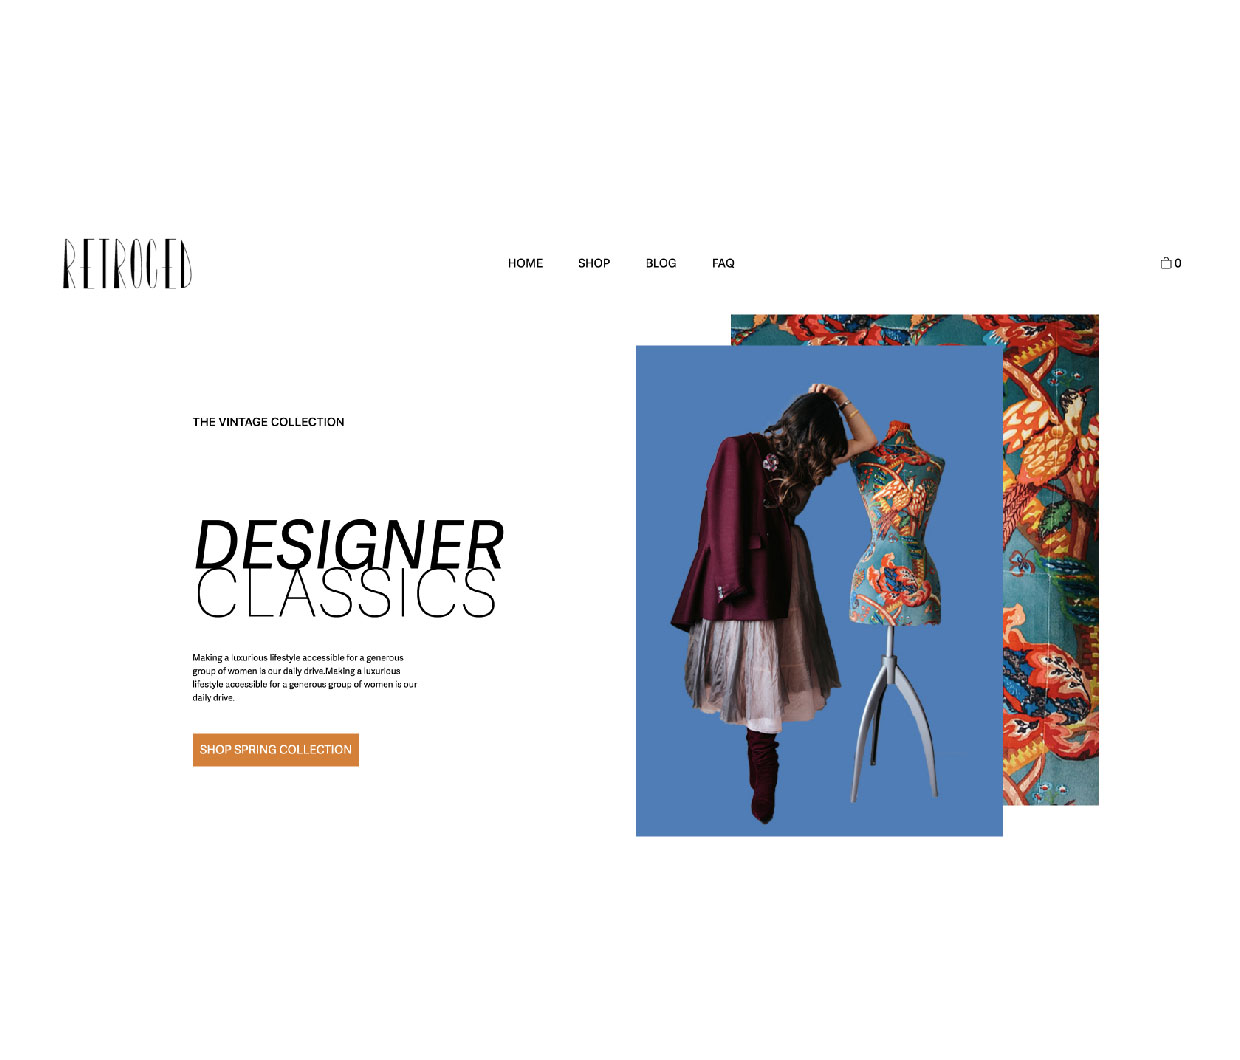 RETROGED
HOME SHOP BLOG FAQ
0
THE VINTAGE COLLECTION
DESIGNER
CLASSICS
Making a luxurious lifestyle accessible for a generous
group of women is our daily drive.Making a luxurious
lifestyle accessible for a generous group of women is our
daily drive.
SHOP SPRING COLLECTION